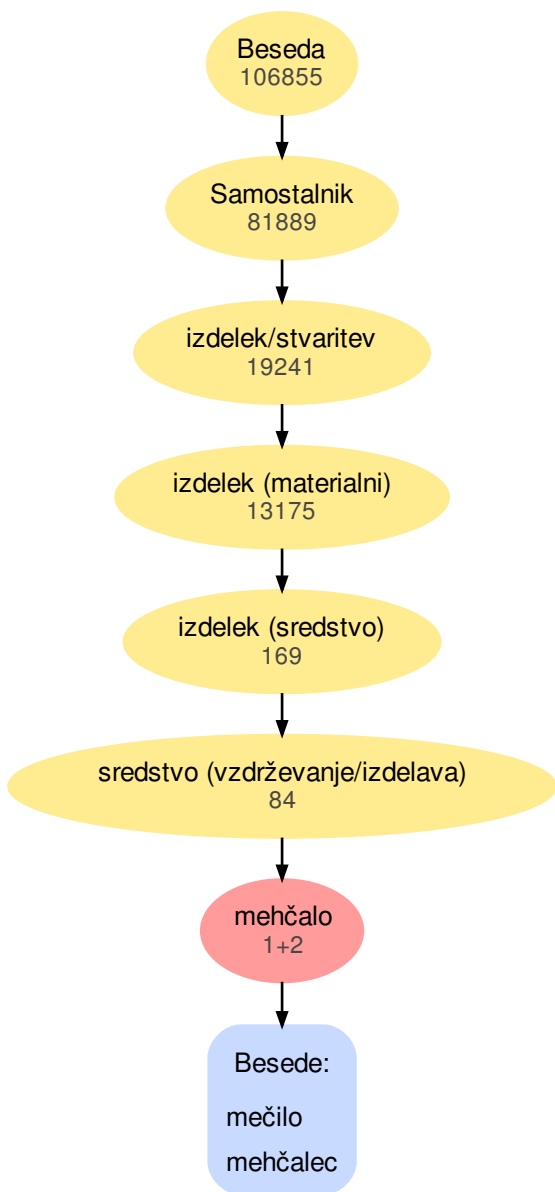 Beseda
106855
Samostalnik
81889
izdelek/stvaritev
19241
izdelek (materialni)
13175
izdelek (sredstvo)
169
sredstvo (vzdrževanje/izdelava)
84
mehčalo
1+2
Besede:
mečilo
mehčalec